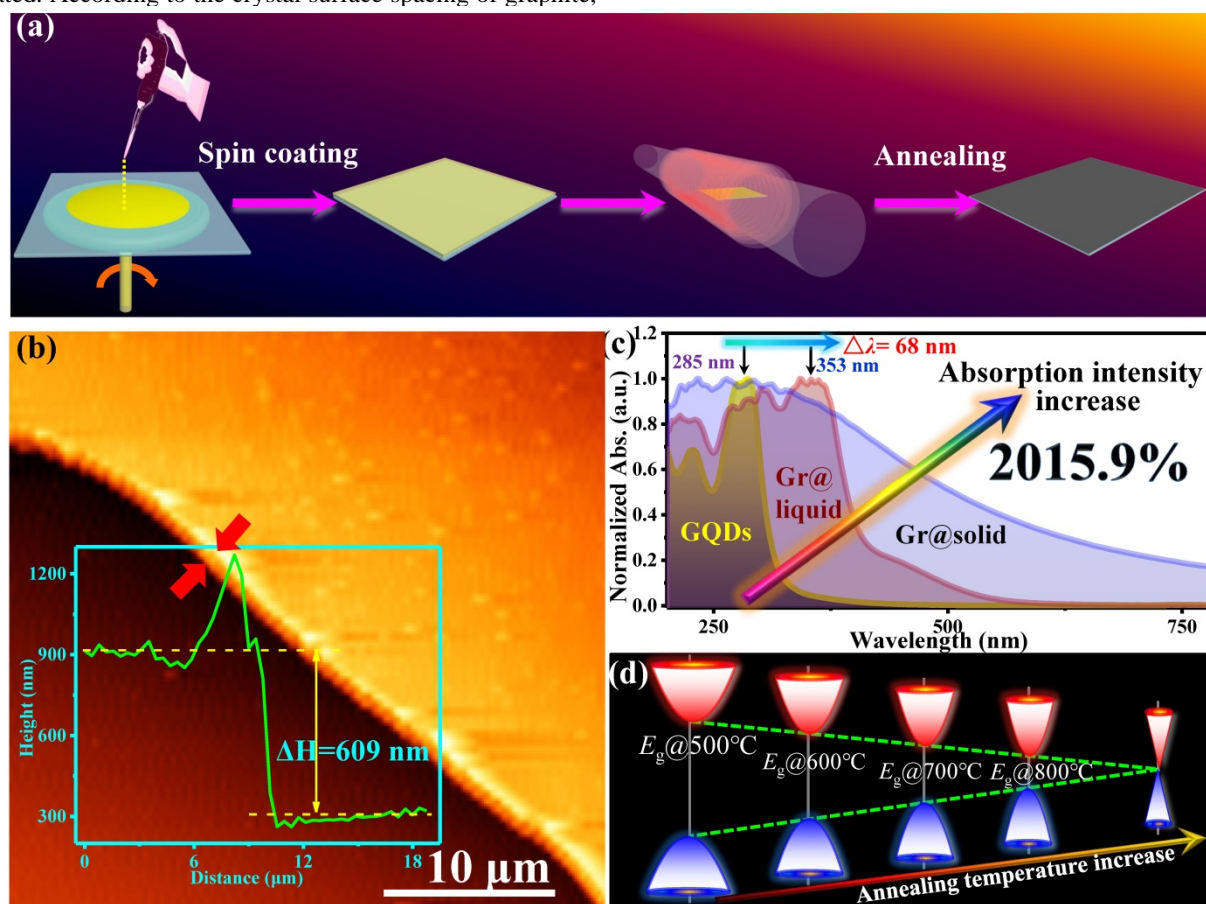 ated. According to the crystal surface spacing of graphite,
(a)
Spin coating
Annealing
(b)
1200
900
600
300
Height (nm)
ΔH=609 nm
0 6 12 18
Distance (μm)
10 μm
(c)
1.2
1.0
0.8
0.6
0.4
0.2
0.0
Normalized Abs. (a.u.)
△λ= 68 nm
285 nm
353 nm
Absorption intensity
increase
2015.9%
Gr@
liquid
GQDs
Gr@solid
250 500 750
Wavelength (nm)
(d)
Eg@500℃
Eg@600℃
Eg@700℃
Eg@800℃
Annealing temperature increase